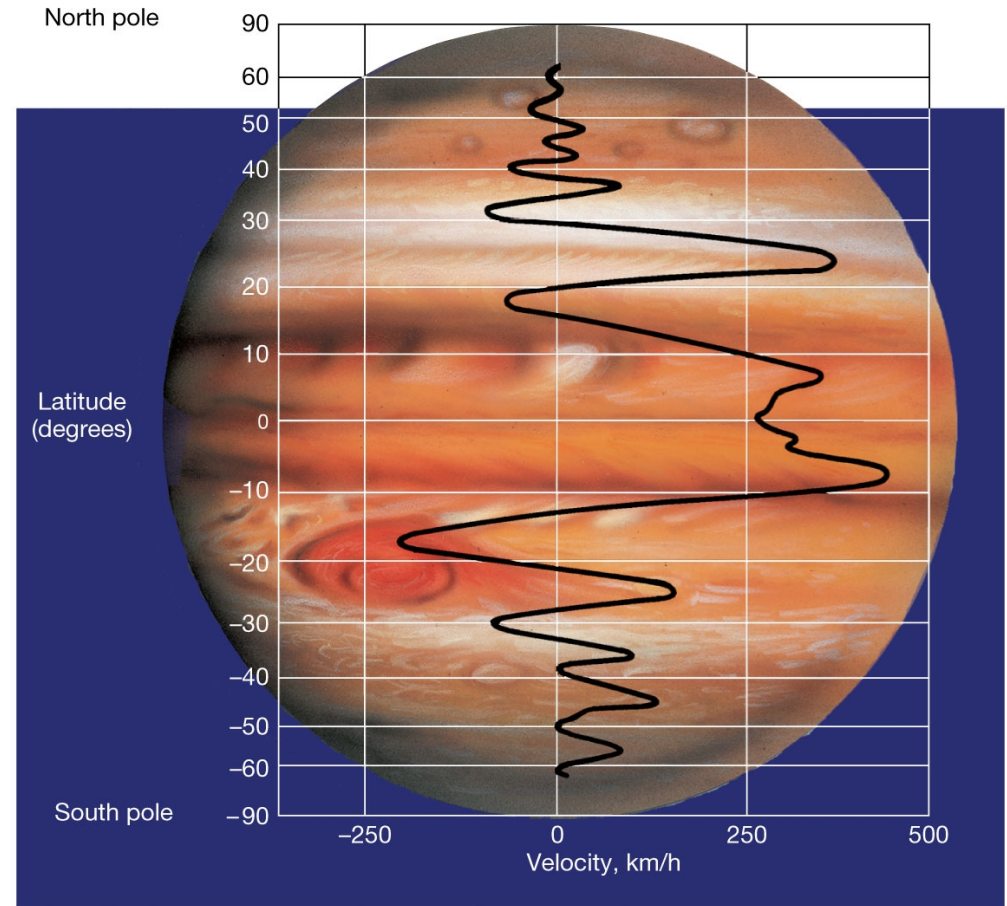 North pole
90
60
50
40
30
20
10
Latitude
(degrees)
0
–10
–20
–30
–40
–50
–60
South pole
–90
–250 0 250 500
Velocity, km/h